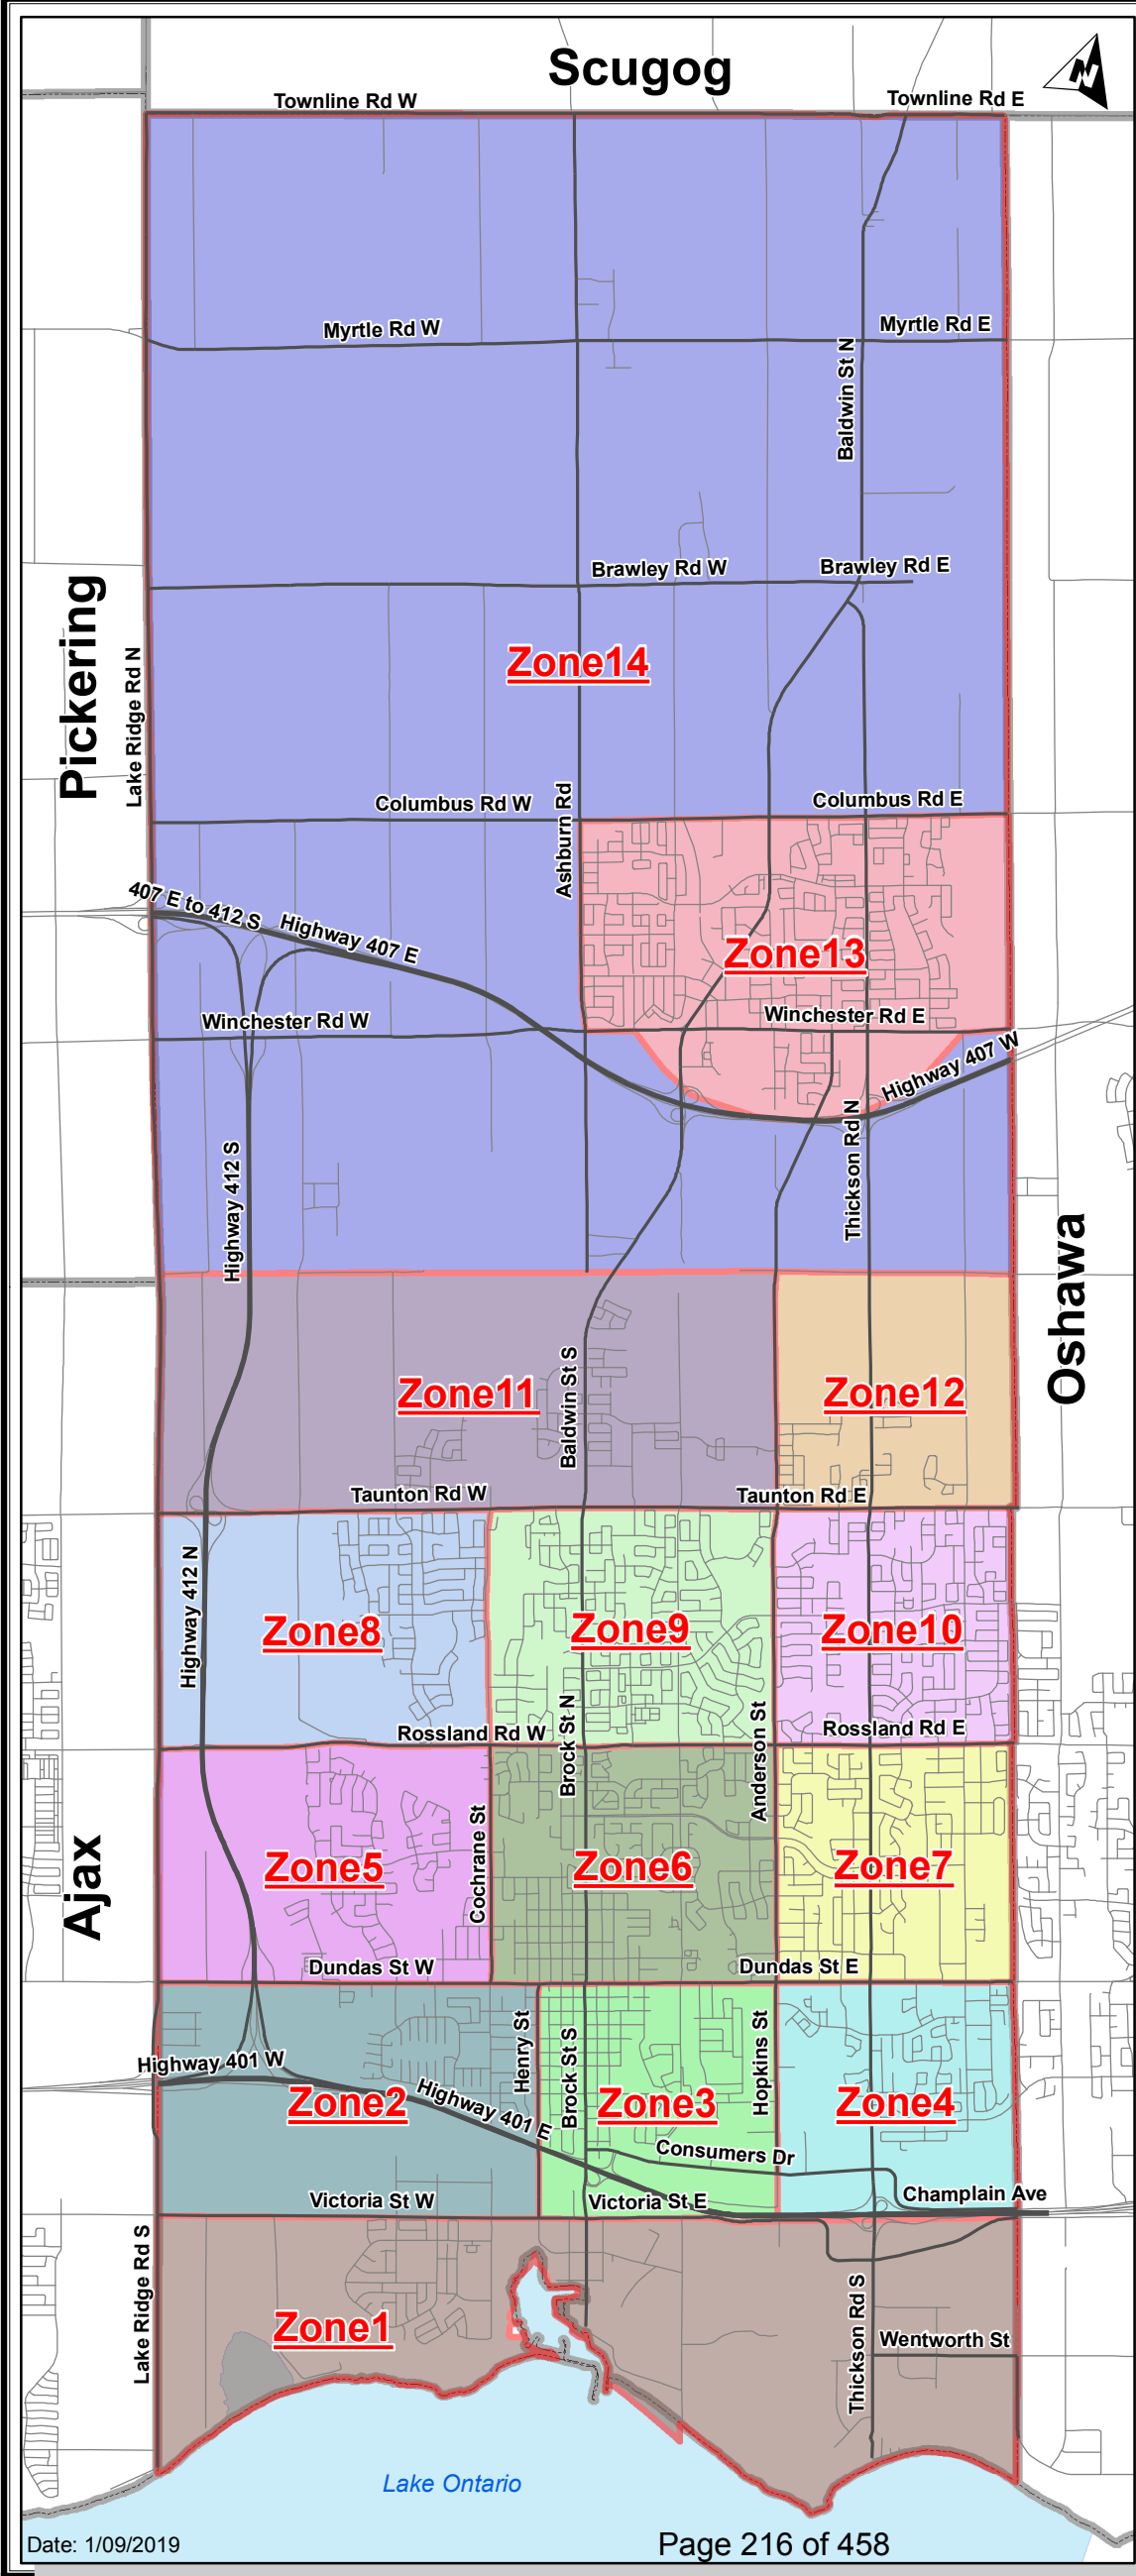 Scugog
N
Townline Rd W
Townline Rd E
Myrtle Rd W
Myrtle Rd E
Baldwin St N
Brawley Rd W
Brawley Rd E
Pickering
Lake Ridge Rd N
Zone14
Columbus Rd W
Columbus Rd E
Ashburn Rd
407 E to 412 S
Highway 407 E
Zone13
Winchester Rd W
Winchester Rd E
Highway 407 W
Highway 412 S
Thickson Rd N
Oshawa
Zone11
Baldwin St S
Zone12
Taunton Rd W
Taunton Rd E
Highway 412 N
Zone8
Zone9
Zone10
Rossland Rd W
Brock St N
Anderson St
Rossland Rd E
Ajax
Zone5
Cochrane St
Zone6
Zone7
Dundas St W
Dundas St E
Highway 401 W
Henry St
Brock St S
Hopkins St
Zone2
Highway 401 E
Zone3
Zone4
Consumers Dr
Victoria St W
Victoria St E
Champlain Ave
Lake Ridge Rd S
Zone1
Thickson Rd S
Wentworth St
Lake Ontario
Date: 1/09/2019
Page 216 of 458